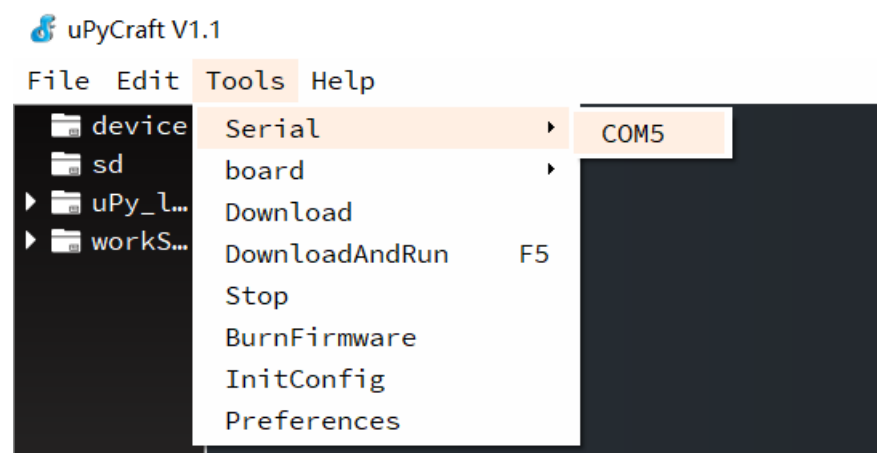 uPyCraft V1.1
File Edit Tools Help
device
sd
uPy_l...
workS...
Serial
COM5
board
Download
DownloadAndRun F5
Stop
BurnFirmware
InitConfig
Preferences